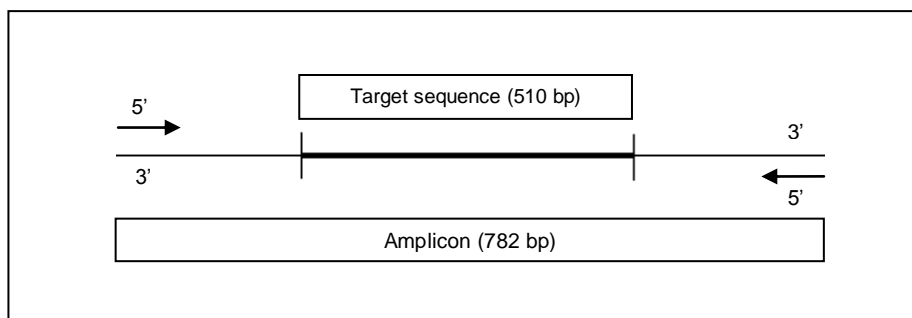 Target sequence (510 bp)
5’
3’
3’
5’
Amplicon (782 bp)